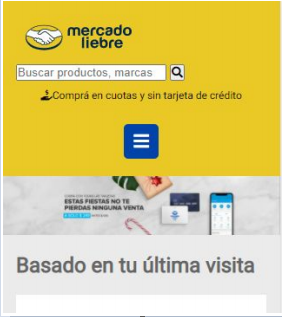 mercado
liebre
Buscar productos, marcas
Comprá en cuotas y sin tarjeta de crédito
ESTAS FIESTAS NO TE
PIERDAS NINGUNA VENTA
Basado en tu última visita